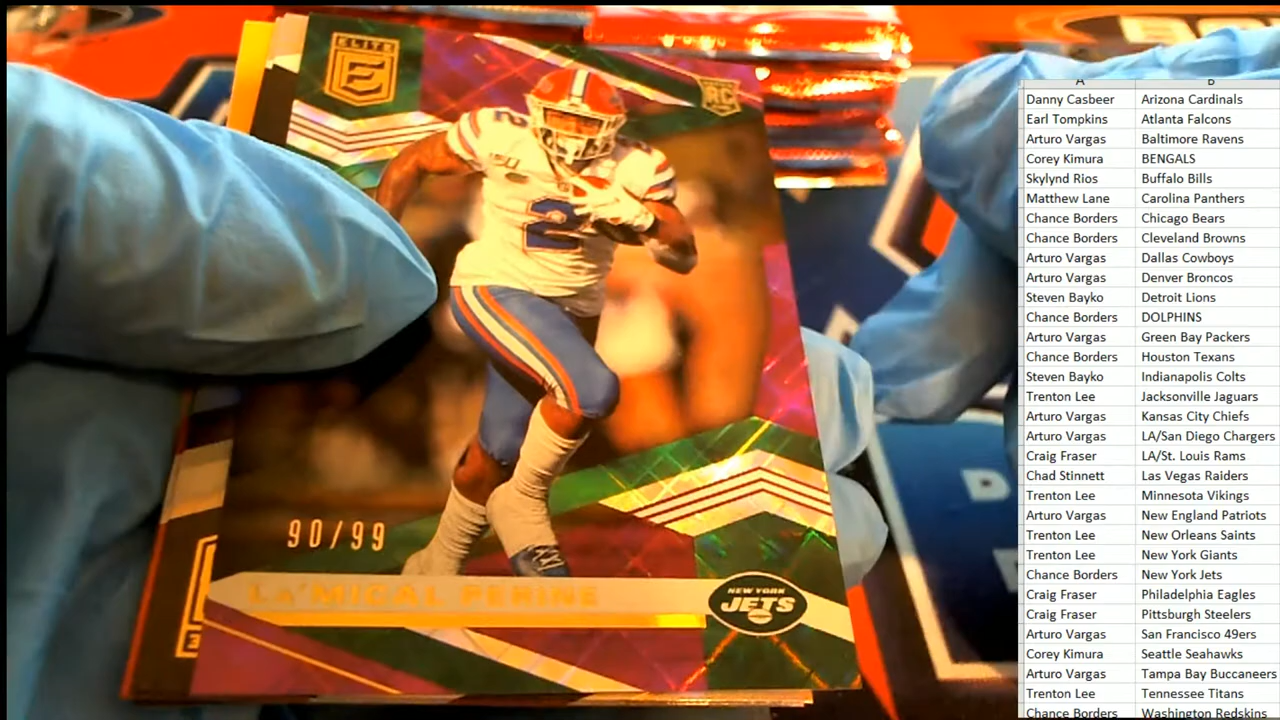 ELITE
E
RC
2
2
150
90/99
LA'MICAL PERINE
NEW YORK
JETS
A B
Danny Casbeer Arizona Cardinals
Earl Tompkins Atlanta Falcons
Arturo Vargas Baltimore Ravens
Corey Kimura BENGALS
Skylynd Rios Buffalo Bills
Matthew Lane Carolina Panthers
Chance Borders Chicago Bears
Chance Borders Cleveland Browns
Arturo Vargas Dallas Cowboys
Arturo Vargas Denver Broncos
Steven Bayko Detroit Lions
Chance Borders DOLPHINS
Arturo Vargas Green Bay Packers
Chance Borders Houston Texans
Steven Bayko Indianapolis Colts
Trenton Lee Jacksonville Jaguars
Arturo Vargas Kansas City Chiefs
Arturo Vargas LA/San Diego Chargers
Craig Fraser LA/St. Louis Rams
Chad Stinnett Las Vegas Raiders
Trenton Lee Minnesota Vikings
Arturo Vargas New England Patriots
Trenton Lee New Orleans Saints
Trenton Lee New York Giants
Chance Borders New York Jets
Craig Fraser Philadelphia Eagles
Craig Fraser Pittsburgh Steelers
Arturo Vargas San Francisco 49ers
Corey Kimura Seattle Seahawks
Arturo Vargas Tampa Bay Buccaneers
Trenton Lee Tennessee Titans
Chance Borders Washington Redskins